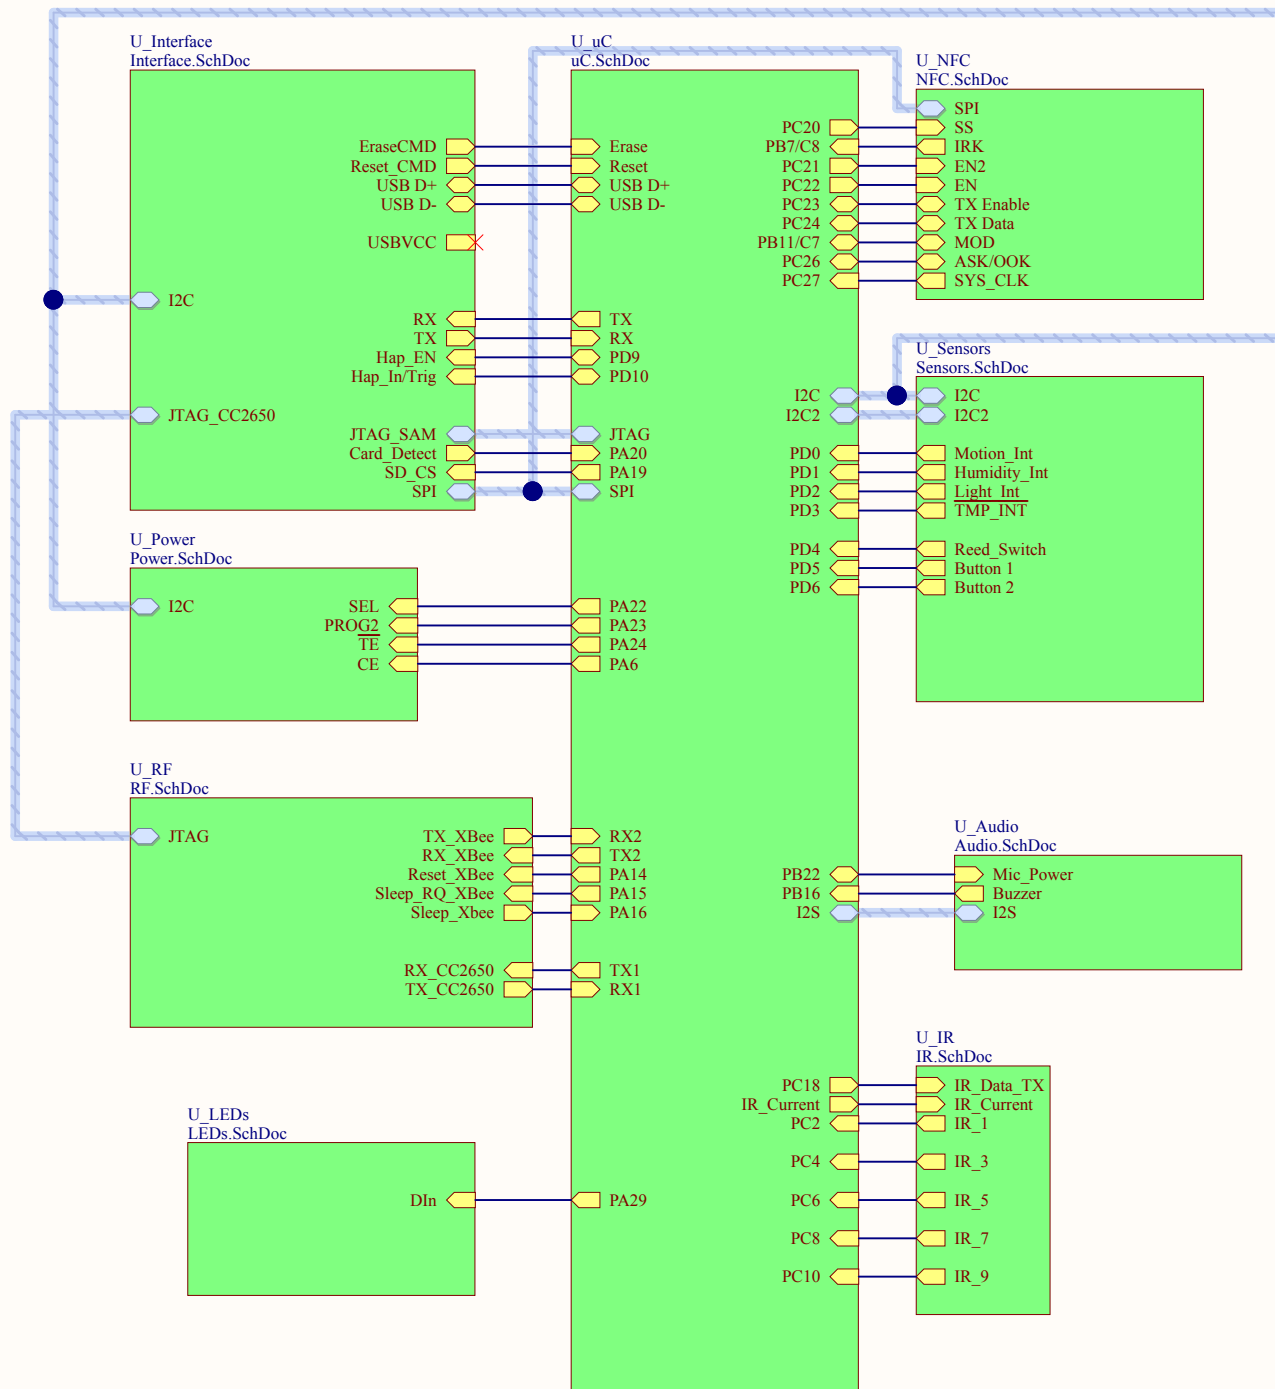 U_Interface
Interface.SchDoc
EraseCMD
Reset_CMD
USB D+
USB D-
USBVCC
I2C
RX
TX
Hap_EN
Hap_In/Trig
JTAG_CC2650
JTAG_SAM
Card_Detect
SD_CS
SPI
U_Power
Power.SchDoc
I2C
SEL
PROG2
TE
CE
U_RF
RF.SchDoc
JTAG
TX_XBee
RX_XBee
Reset_XBee
Sleep_RQ_XBee
Sleep_Xbee
RX_CC2650
TX_CC2650
U_LEDs
LEDs.SchDoc
DIn
U_uC
uC.SchDoc
Erase
Reset
USB D+
USB D-
TX
RX
PD9
PD10
JTAG
PA20
PA19
SPI
PA22
PA23
PA24
PA6
RX2
TX2
PA14
PA15
PA16
TX1
RX1
PA29
PC20
PB7/C8
PC21
PC22
PC23
PC24
PB11/C7
PC26
PC27
I2C
I2C2
PD0
PD1
PD2
PD3
PD4
PD5
PD6
PB22
PB16
I2S
PC18
IR_Current
PC2
PC4
PC6
PC8
PC10
U_NFC
NFC.SchDoc
SPI
SS
IRK
EN2
EN
TX Enable
TX Data
MOD
ASK/OOK
SYS_CLK
U_Sensors
Sensors.SchDoc
I2C
I2C2
Motion_Int
Humidity_Int
Light_Int
TMP_INT
Reed_Switch
Button 1
Button 2
U_Audio
Audio.SchDoc
Mic_Power
Buzzer
I2S
U_IR
IR.SchDoc
IR_Data_TX
IR_Current
IR_1
IR_3
IR_5
IR_7
IR_9